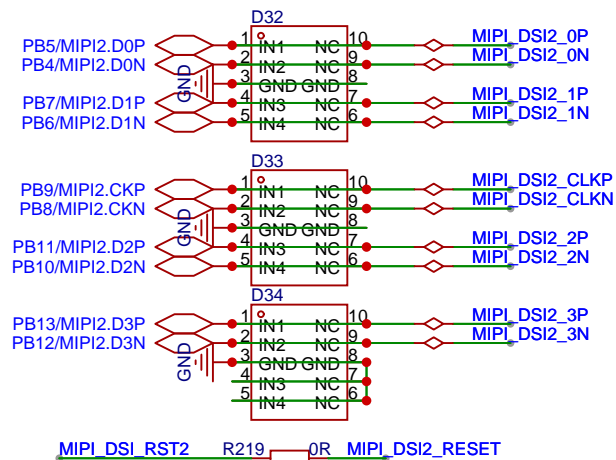 D32
PB5/MIPI2.D0P 1 IN1 NC 10 MIPI_DSI2_0P
PB4/MIPI2.D0N 2 IN2 NC 9 MIPI_DSI2_0N
GND 3 GND GND 8
PB7/MIPI2.D1P 4 IN3 NC 7 MIPI_DSI2_1P
PB6/MIPI2.D1N 5 IN4 NC 6 MIPI_DSI2_1N
D33
PB9/MIPI2.CKP 1 IN1 NC 10 MIPI_DSI2_CLKP
PB8/MIPI2.CKN 2 IN2 NC 9 MIPI_DSI2_CLKN
GND 3 GND GND 8
PB11/MIPI2.D2P 4 IN3 NC 7 MIPI_DSI2_2P
PB10/MIPI2.D2N 5 IN4 NC 6 MIPI_DSI2_2N
D34
PB13/MIPI2.D3P 1 IN1 NC 10 MIPI_DSI2_3P
PB12/MIPI2.D3N 2 IN2 NC 9 MIPI_DSI2_3N
GND 3 GND GND 8
4 IN3 NC 7
5 IN4 NC 6
MIPI_DSI_RST2 R219 0R MIPI_DSI2_RESET